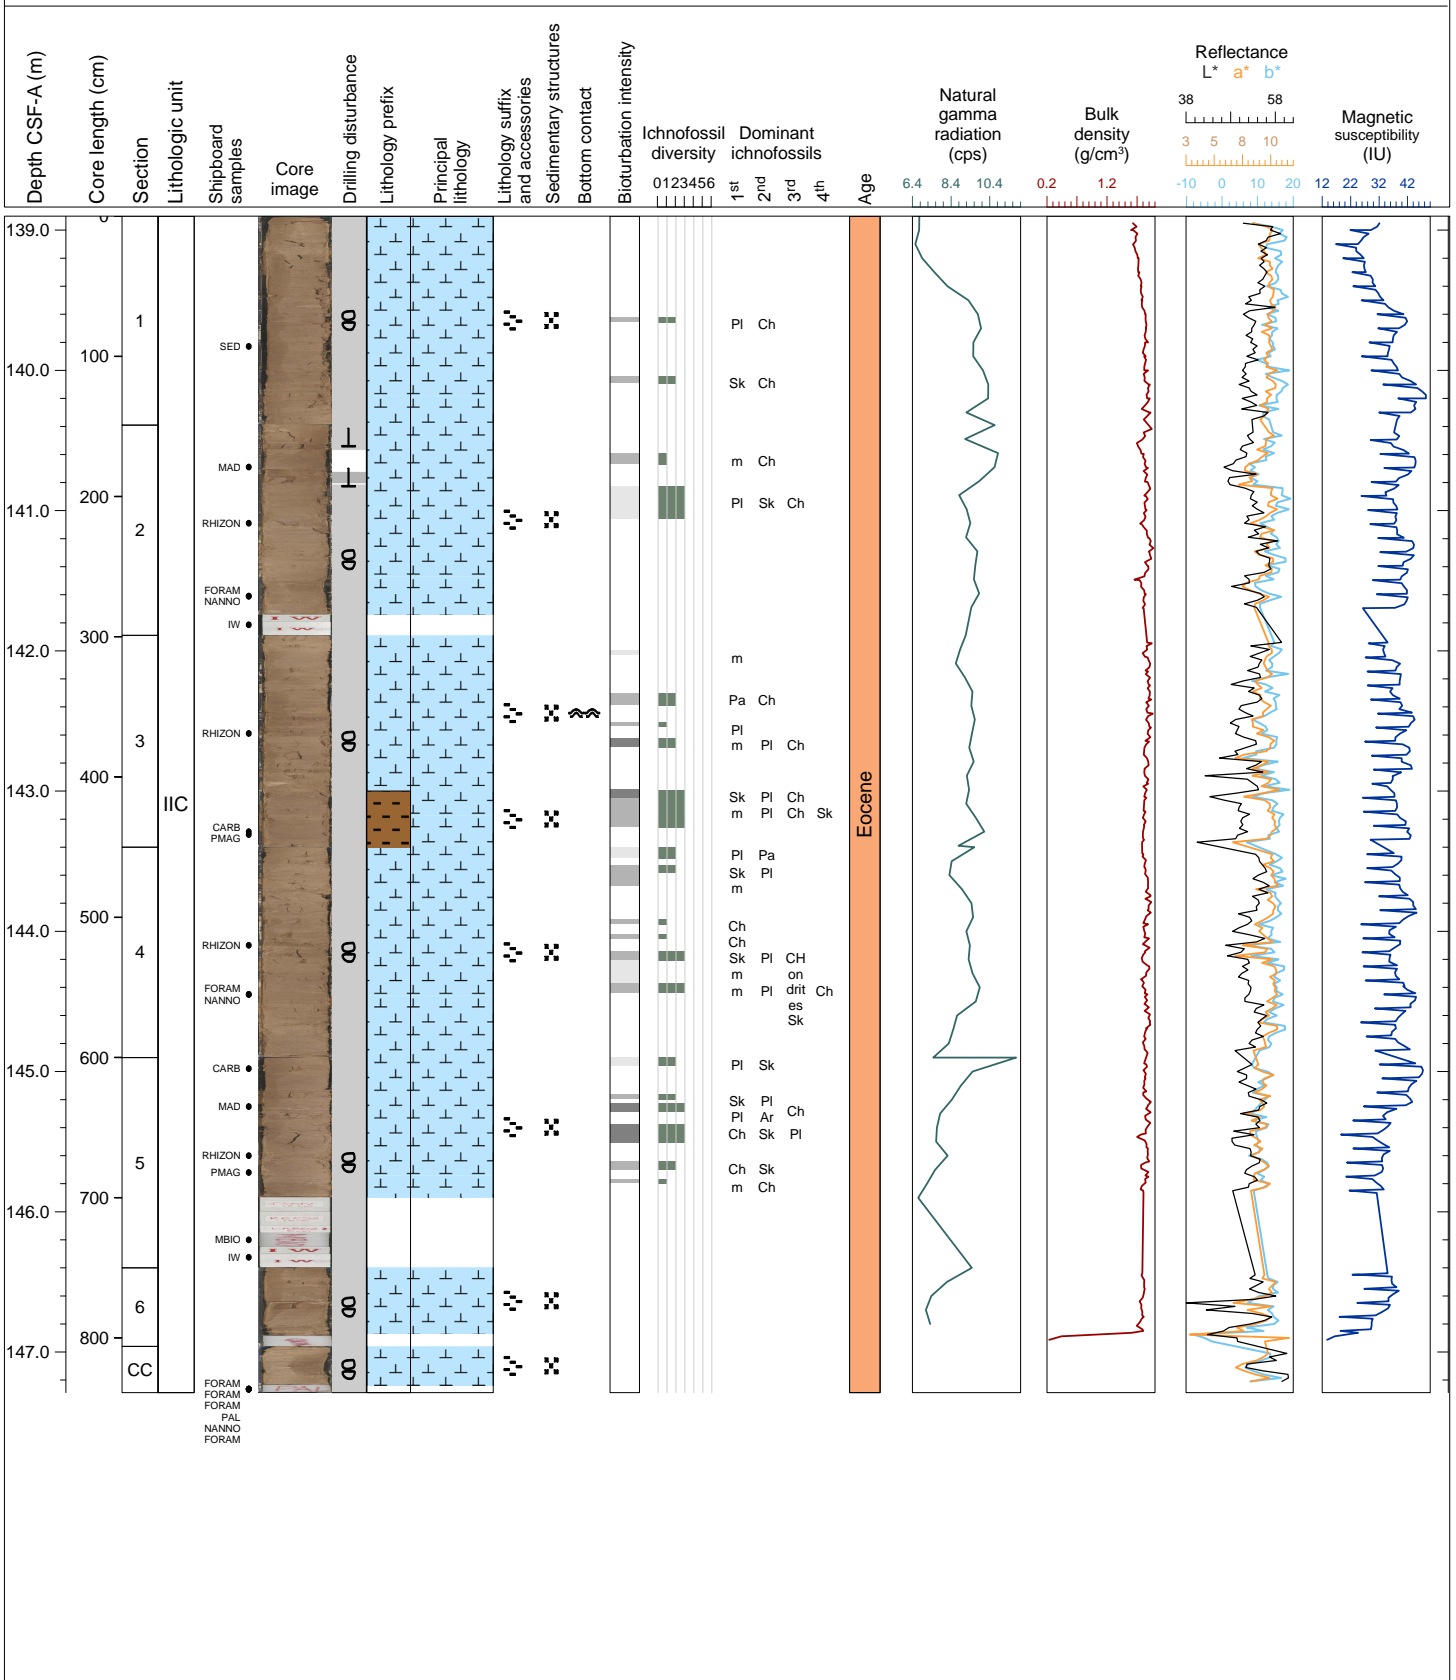 Depth CSF-A (m)
Core length (cm)
Section
Lithologic unit
Shipboard
samples
Core
image
Drilling disturbance
Lithology prefix
Principal
lithology
Lithology suffix
and accessories
Sedimentary structures
Bottom contact
Bioturbation intensity
Ichnofossil
diversity
0123456
Dominant
ichnofossils
1st
2nd
3rd
4th
Age
Natural
gamma
radiation
(cps)
6.4 8.4 10.4
Bulk
density
(g/cm³)
0.2 1.2
Reflectance
L* a* b*
38 58
3 5 8 10
-10 0 10 20
Magnetic
susceptibility
(IU)
12 22 32 42
139.0
140.0
141.0
142.0
143.0
144.0
145.0
146.0
147.0
0
100
200
300
400
500
600
700
800
1
2
3
4
5
6
CC
IIC
SED
MAD
RHIZON
FORAM
NANNO
IW
RHIZON
CARB
PMAG
RHIZON
FORAM
NANNO
CARB
MAD
RHIZON
PMAG
MBIO
IW
FORAM
FORAM
FORAM
PAL
NANNO
FORAM
I W
I W
I W
I W
PAL
Pl Ch
Sk Ch
m Ch
Pl Sk Ch
m
Pa Ch
Pl
m Pl Ch
Sk Pl Ch
m Pl Ch Sk
Pl Pa
Sk Pl
m
Ch
Ch
Sk Pl CH
m on
m Pl drit Ch
es
Sk
Pl Sk
Sk Pl
Pl Ar Ch
Ch Sk Pl
Ch Sk
m Ch
Eocene